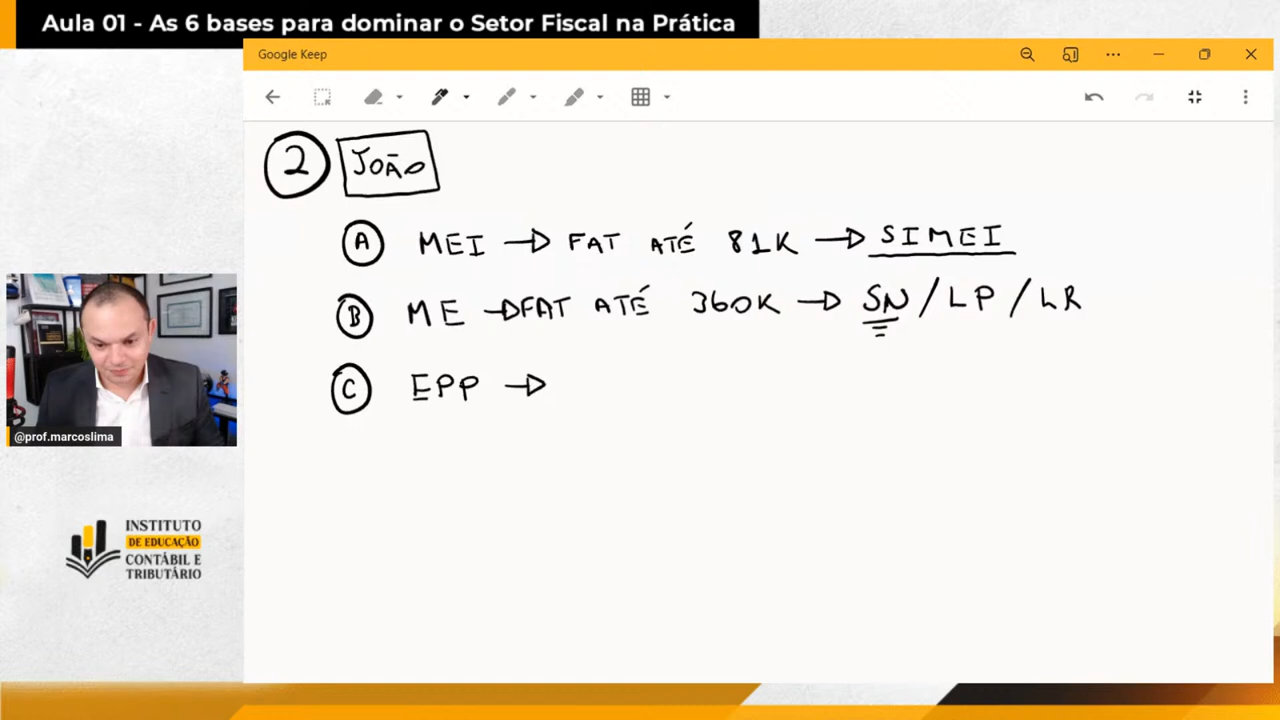 Aula 01 - As 6 bases para dominar o Setor Fiscal na Prática
Google Keep
2 JOÃO
A MEI → FAT ATÉ 81K → SIMEI
B ME → FAT ATÉ 360K → SN / LP / LR
C EPP →
@prof.marcoslima
INSTITUTO
DE EDUCAÇÃO
CONTÁBIL E
TRIBUTÁRIO